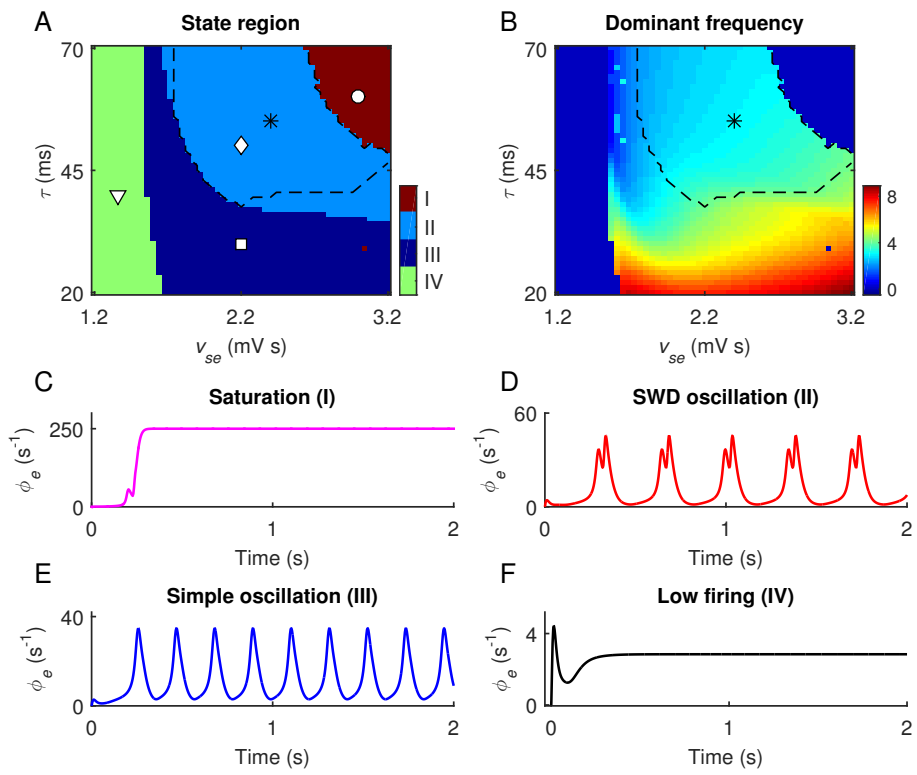 A State region
70
45
20
τ (ms)
1.2 2.2 3.2
v_se (mV s)
I
II
III
IV
B Dominant frequency
70
45
20
τ (ms)
1.2 2.2 3.2
v_se (mV s)
8
6
4
2
0
C Saturation (I)
250
0
ϕ_e (s⁻¹)
0 1 2
Time (s)
D SWD oscillation (II)
60
0
ϕ_e (s⁻¹)
0 1 2
Time (s)
E Simple oscillation (III)
40
0
ϕ_e (s⁻¹)
0 1 2
Time (s)
F Low firing (IV)
4
0
ϕ_e (s⁻¹)
0 1 2
Time (s)